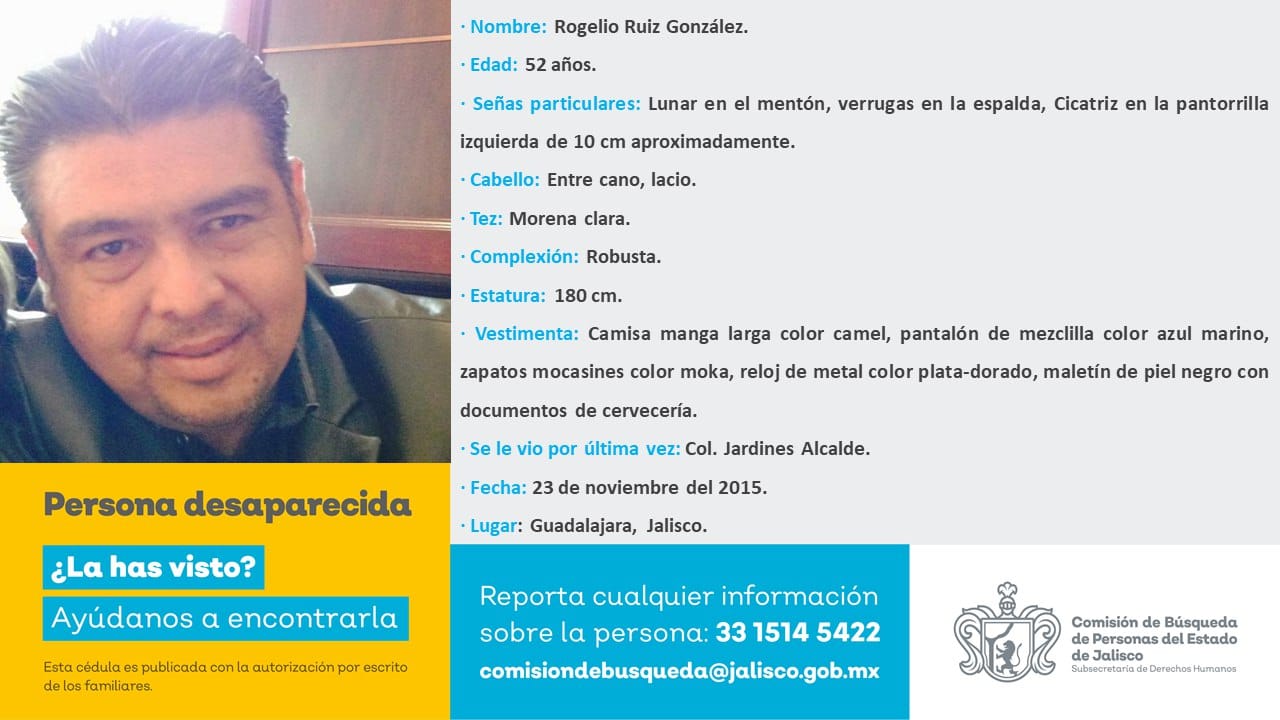 · Nombre: Rogelio Ruiz González.
· Edad: 52 años.
· Señas particulares: Lunar en el mentón, verrugas en la espalda, Cicatriz en la pantorrilla
izquierda de 10 cm aproximadamente.
· Cabello: Entre cano, lacio.
· Tez: Morena clara.
· Complexión: Robusta.
· Estatura: 180 cm.
· Vestimenta: Camisa manga larga color camel, pantalón de mezclilla color azul marino,
zapatos mocasines color moka, reloj de metal color plata-dorado, maletín de piel negro con
documentos de cervecería.
· Se le vio por última vez: Col. Jardines Alcalde.
· Fecha: 23 de noviembre del 2015.
· Lugar: Guadalajara, Jalisco.
Persona desaparecida
¿La has visto?
Ayúdanos a encontrarla
Esta cédula es publicada con la autorización por escrito
de los familiares.
Reporta cualquier información
sobre la persona: 33 1514 5422
comisiondebusqueda@jalisco.gob.mx
Comisión de Búsqueda
de Personas del Estado
de Jalisco
Subsecretaría de Derechos Humanos